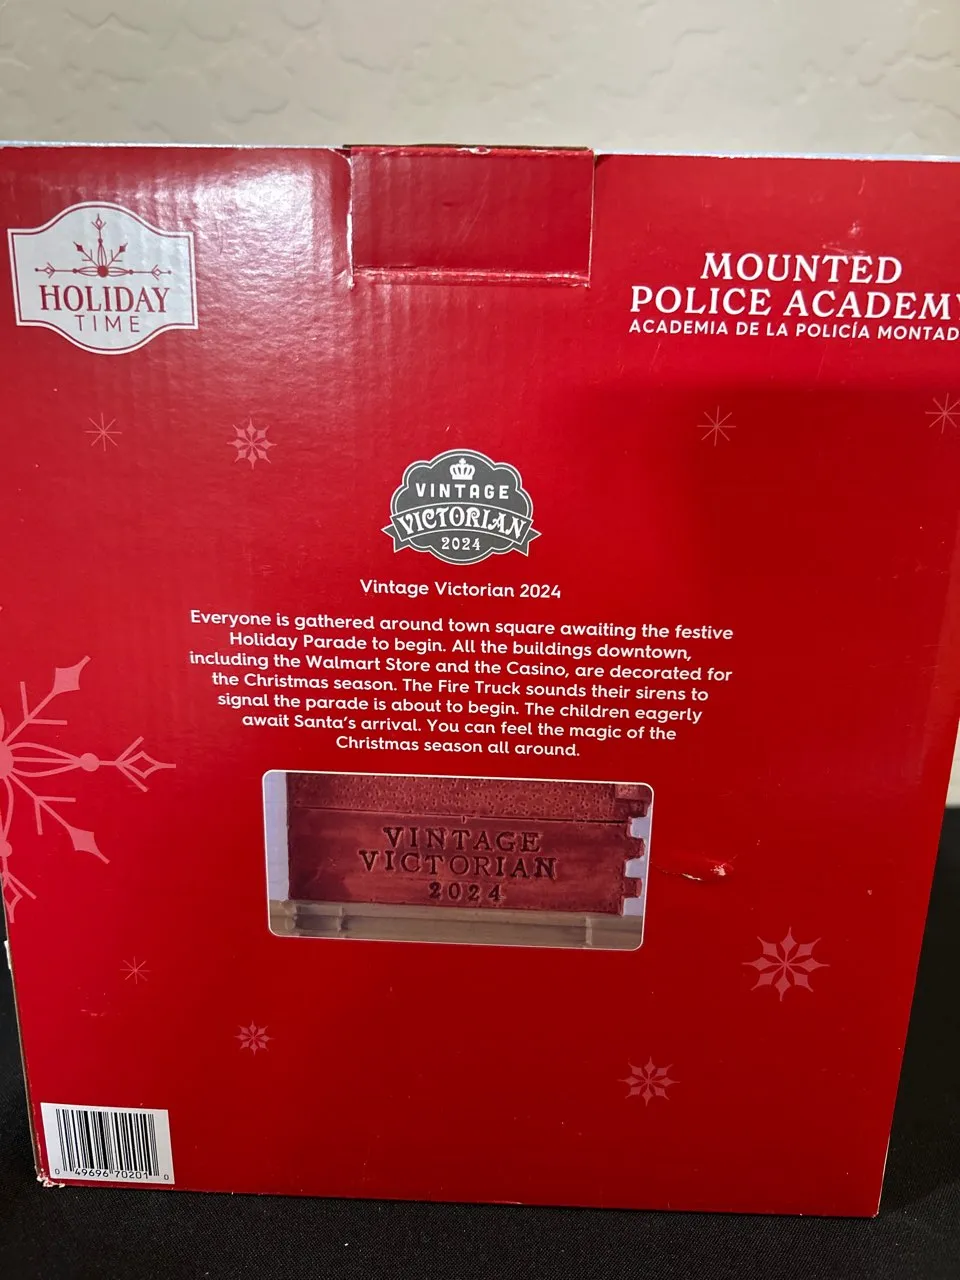 HOLIDAY
TIME
MOUNTED
POLICE ACADEMY
ACADEMIA DE LA POLICÍA MONTAD
VINTAGE
VICTORIAN
2024
Vintage Victorian 2024
Everyone is gathered around town square awaiting the festive
Holiday Parade to begin. All the buildings downtown,
including the Walmart Store and the Casino, are decorated for
the Christmas season. The Fire Truck sounds their sirens to
signal the parade is about to begin. The children eagerly
await Santa's arrival. You can feel the magic of the
Christmas season all around.
VINTAGE
VICTORIAN
2024
0 49696 70201 0